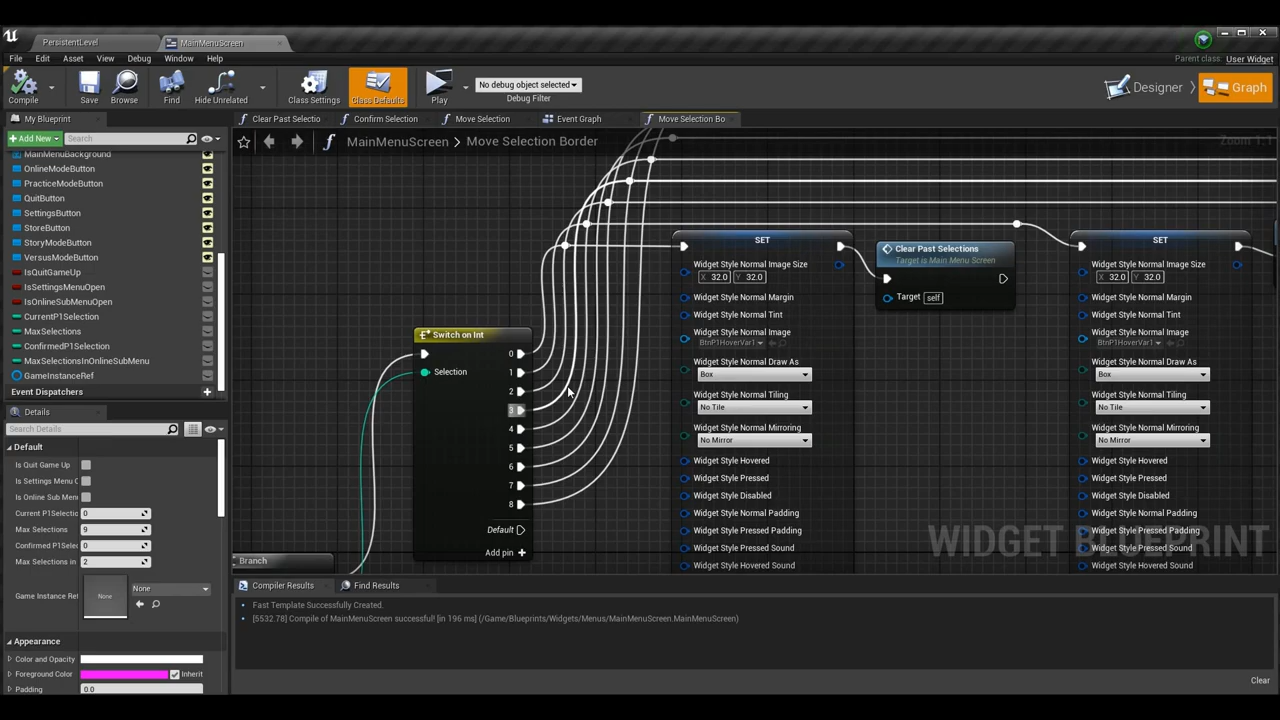 PersistentLevel
MainMenuScreen
File Edit Asset View Debug Window Help
Parent class: User Widget
Compile
Save
Browse
Find
Hide Unrelated
Class Settings
Class Defaults
Play
No debug object selected
Debug Filter
Designer
Graph
My Blueprint
Clear Past Selectio
Confirm Selection
Move Selection
Event Graph
Move Selection Bo
Add New
Search
MainMenuScreen > Move Selection Border
Zoom 1:1
MainMenuBackground
OnlineModeButton
PracticeModeButton
QuitButton
SettingsButton
StoreButton
StoryModeButton
VersusModeButton
IsQuitGameUp
IsSettingsMenuOpen
IsOnlineSubMenuOpen
CurrentP1Selection
MaxSelections
ConfirmedP1Selection
MaxSelectionsInOnlineSubMenu
GameInstanceRef
Event Dispatchers
Details
Search Details
Default
Is Quit Game Up
Is Settings Menu O
Is Online Sub Men
Current P1Selectio 0
Max Selections 9
Confirmed P1Selec 0
Max Selections in 2
Game Instance Ref
None
None
Appearance
Color and Opacity
Foreground Color
Inherit
Padding 0.0
Switch on Int
Selection
0
1
2
3
4
5
6
7
8
Default
Add pin
Branch
SET
Widget Style Normal Image Size
X 32.0 Y 32.0
Widget Style Normal Margin
Widget Style Normal Tint
Widget Style Normal Image
BtnP1HoverVar1
Widget Style Normal Draw As
Box
Widget Style Normal Tiling
No Tile
Widget Style Normal Mirroring
No Mirror
Widget Style Hovered
Widget Style Pressed
Widget Style Disabled
Widget Style Normal Padding
Widget Style Pressed Padding
Widget Style Pressed Sound
Widget Style Hovered Sound
Clear Past Selections
Target is Main Menu Screen
Target self
SET
Widget Style Normal Image Size
X 32.0 Y 32.0
Widget Style Normal Margin
Widget Style Normal Tint
Widget Style Normal Image
BtnP1HoverVar1
Widget Style Normal Draw As
Box
Widget Style Normal Tiling
No Tile
Widget Style Normal Mirroring
No Mirror
Widget Style Hovered
Widget Style Pressed
Widget Style Disabled
Widget Style Normal Padding
Widget Style Pressed Padding
Widget Style Pressed Sound
Widget Style Hovered Sound
WIDGET BLUEPRINT
Compiler Results
Find Results
Fast Template Successfully Created.
[5532.78] Compile of MainMenuScreen successful! [in 196 ms] (/Game/Blueprints/Widgets/Menus/MainMenuScreen.MainMenuScreen)
Clear